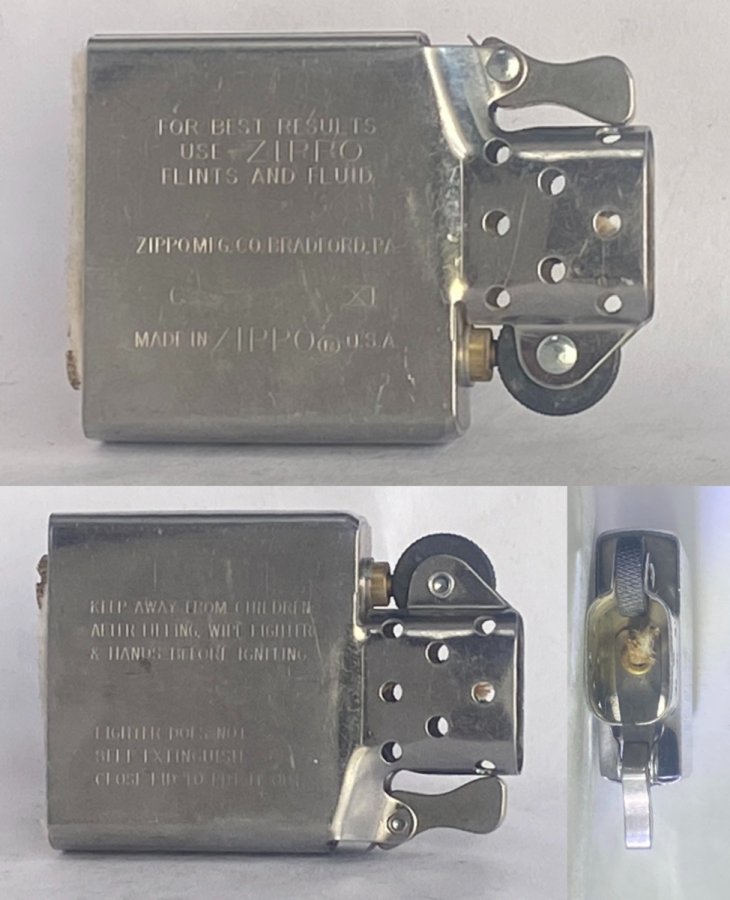 FOR BEST RESULTS
USE ZIPPO
FLINTS AND FLUID
ZIPPO MFG. CO. BRADFORD, PA
C XI
MADE IN ZIPPO ® U.S.A.
KEEP AWAY FROM CHILDREN
AFTER FILLING, WIPE LIGHTER
& HANDS BEFORE IGNITING
LIGHTER DOES NOT
SELF EXTINGUISH
CLOSE LID TO PUT IT OUT